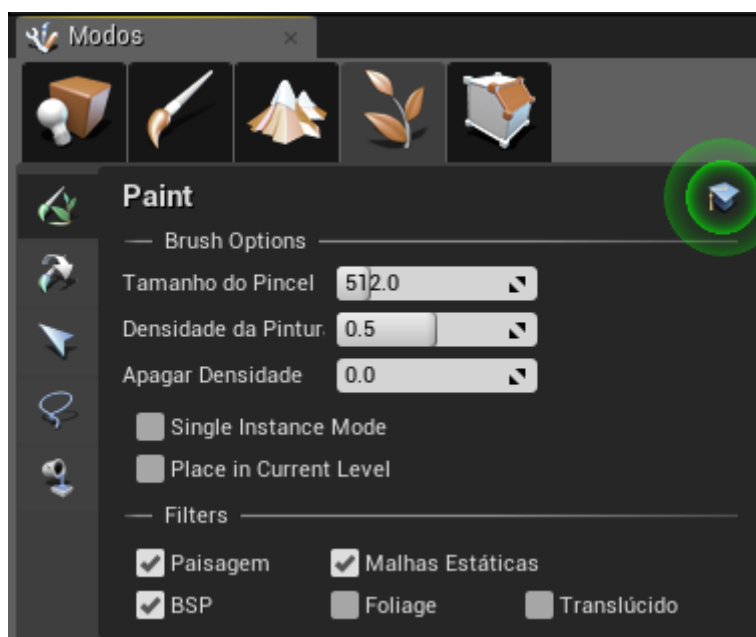 Modos
Paint
Brush Options
Tamanho do Pincel 512.0
Densidade da Pintur 0.5
Apagar Densidade 0.0
Single Instance Mode
Place in Current Level
Filters
Paisagem Malhas Estáticas
BSP Foliage Translúcido